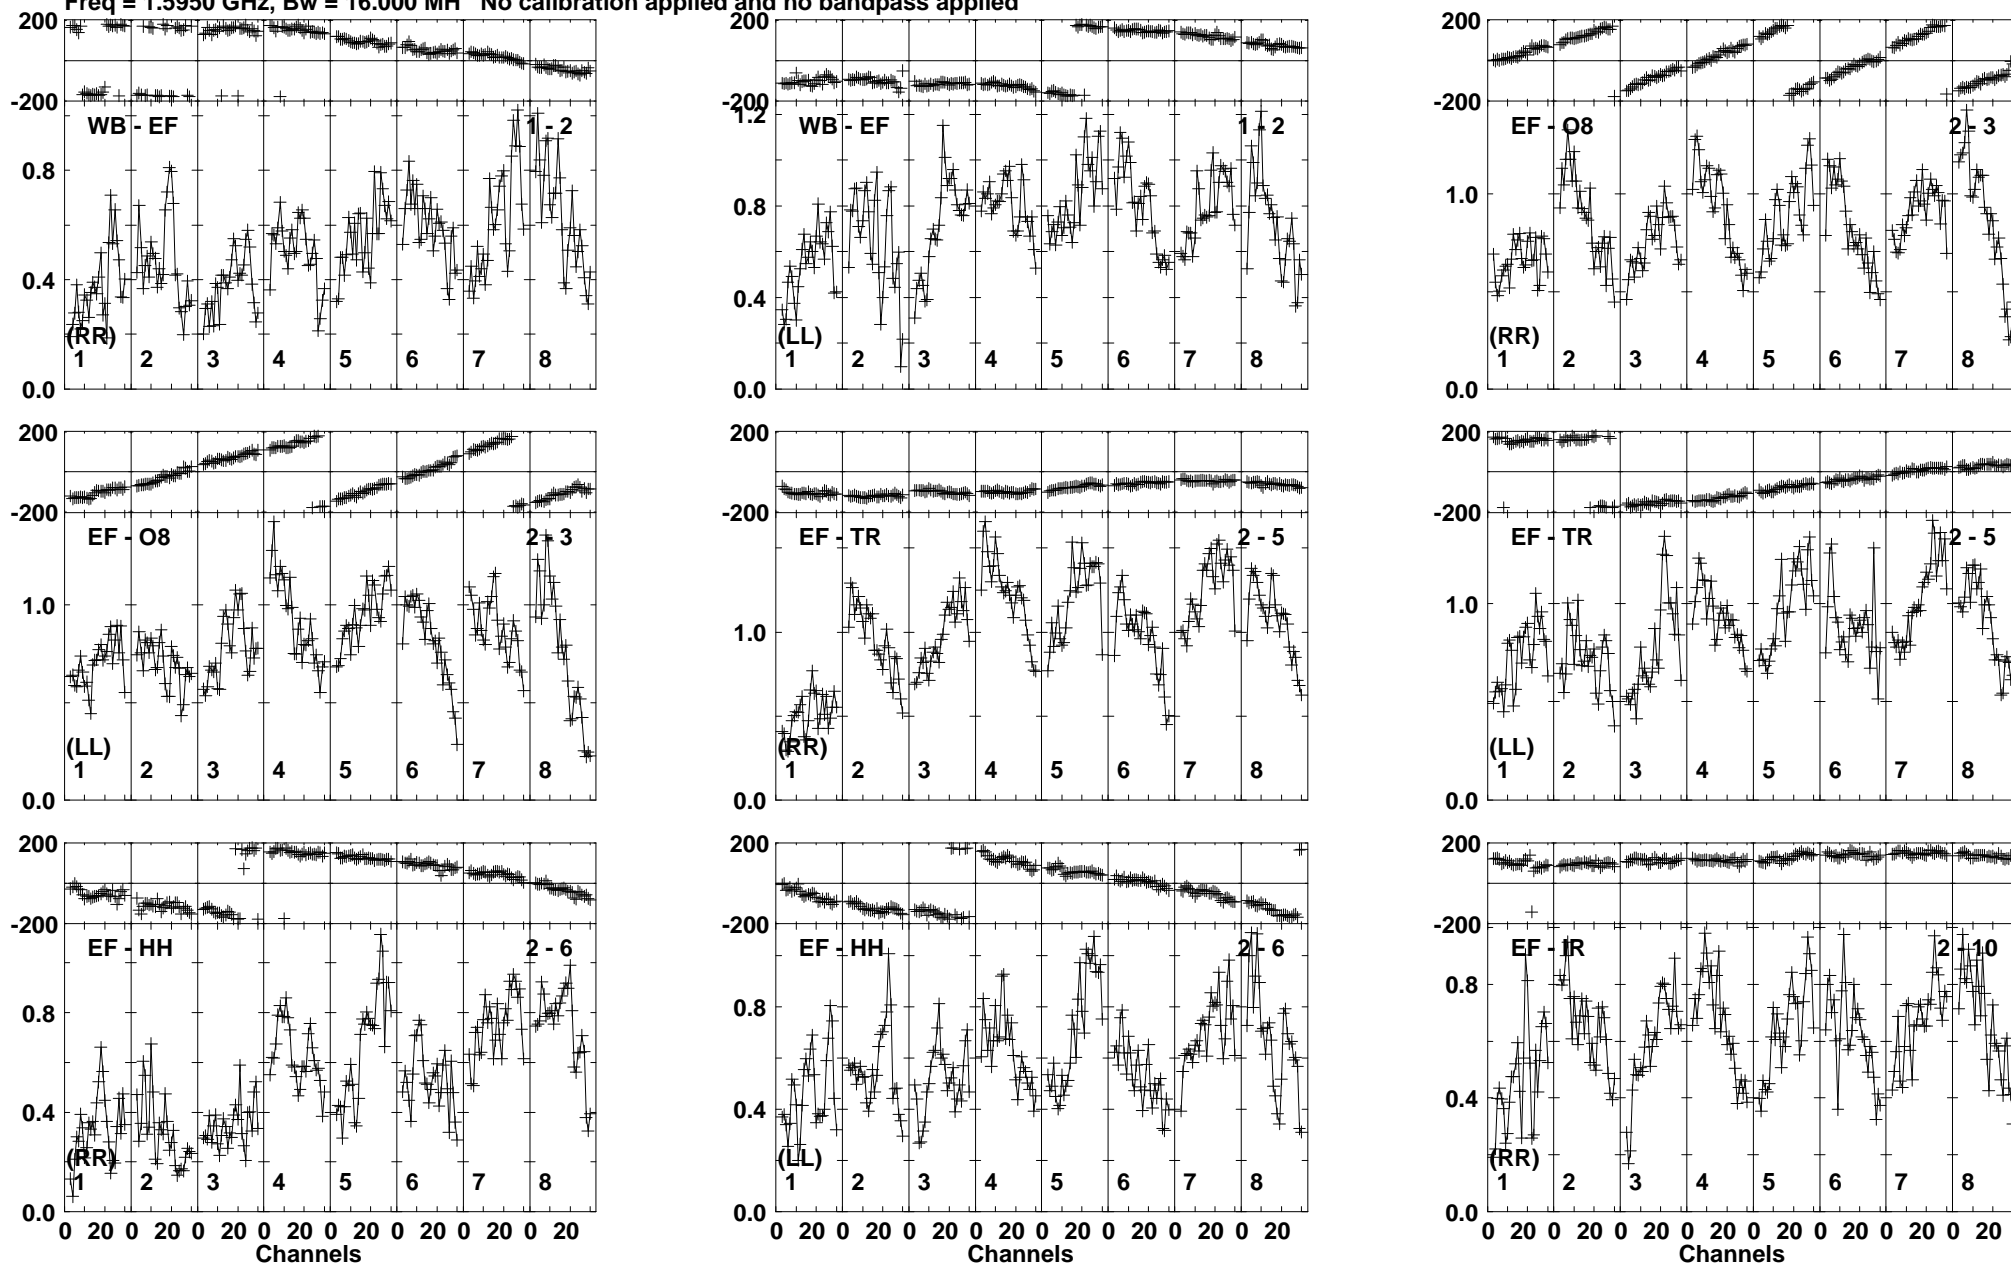 Freq = 1.5950 GHz, Bw = 16.000 MH No calibration applied and no bandpass applied
200 200 200
-200 -200 -200
WB - EF 1 - 2 1.2 WB - EF 1 - 2 EF - O8 2 - 3
0.8 0.8 1.0
0.4 0.4
(RR) (LL) (RR)
1 2 3 4 5 6 7 8 1 2 3 4 5 6 7 8 1 2 3 4 5 6 7 8
0.0 0.0 0.0
200 200 200
-200 -200 -200
EF - O8 2 - 3 EF - TR 2 - 5 EF - TR 2 - 5
1.0 1.0 1.0
(LL) (RR) (LL)
1 2 3 4 5 6 7 8 1 2 3 4 5 6 7 8 1 2 3 4 5 6 7 8
0.0 0.0 0.0
200 200 200
-200 -200 -200
EF - HH 2 - 6 EF - HH 2 - 6 EF - IR 2 - 10
0.8 0.8 0.8
0.4 0.4 0.4
(RR) (LL) (RR)
1 2 3 4 5 6 7 8 1 2 3 4 5 6 7 8 1 2 3 4 5 6 7 8
0.0 0.0 0.0
0 20 0 20 0 20 0 20 0 20 0 20 0 20 0 20 0 20 0 20 0 20 0 20 0 20 0 20 0 20 0 20 0 20 0 20 0 20 0 20 0 20 0 20 0 20 0 20
Channels Channels Channels